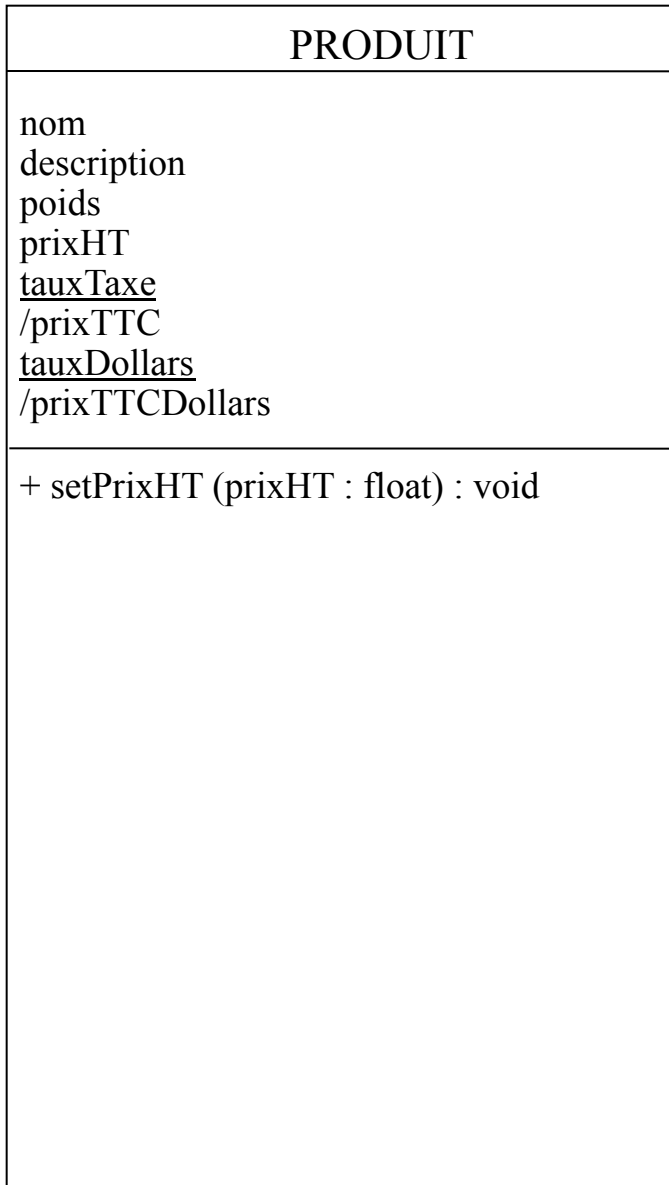 PRODUIT
nom
description
poids
prixHT
tauxTaxe
/prixTTC
tauxDollars
/prixTTCDollars
+ setPrixHT (prixHT : float) : void